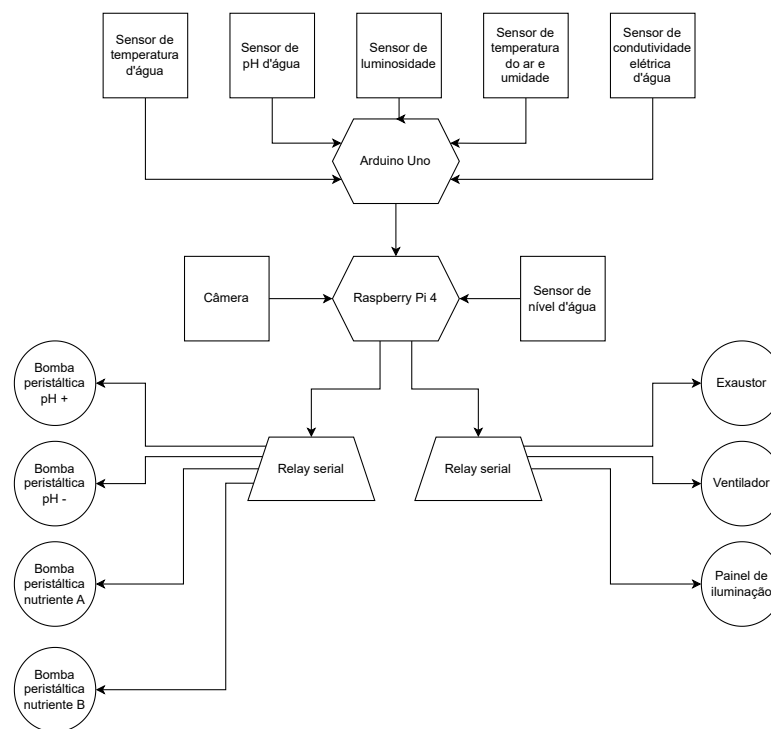 Sensor de
temperatura
d'água
Sensor de
pH d'água
Sensor de
luminosidade
Sensor de
temperatura
do ar e
umidade
Sensor de
condutividade
elétrica
d'água
Arduino Uno
Câmera
Raspberry Pi 4
Sensor de
nível d'água
Bomba
peristáltica
pH +
Exaustor
Relay serial
Relay serial
Bomba
peristáltica
pH -
Ventilador
Bomba
peristáltica
nutriente A
Painel de
iluminação
Bomba
peristáltica
nutriente B